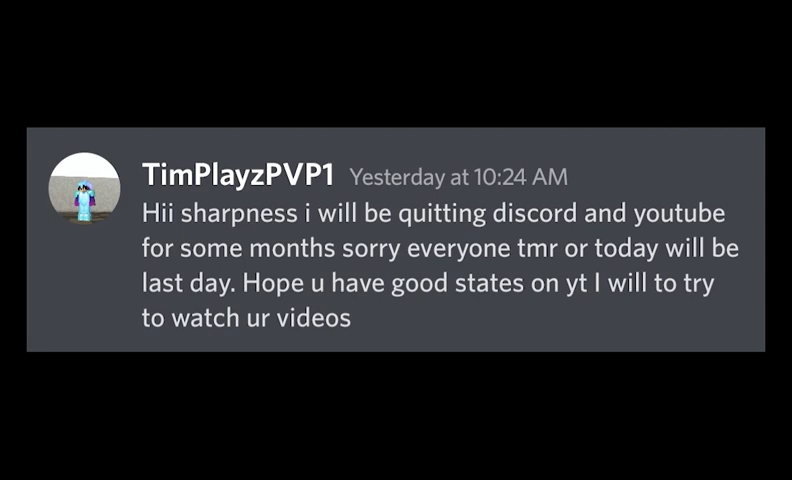 TimPlayzPVP1 Yesterday at 10:24 AM
Hii sharpness i will be quitting discord and youtube
for some months sorry everyone tmr or today will be
last day. Hope u have good states on yt I will to try
to watch ur videos